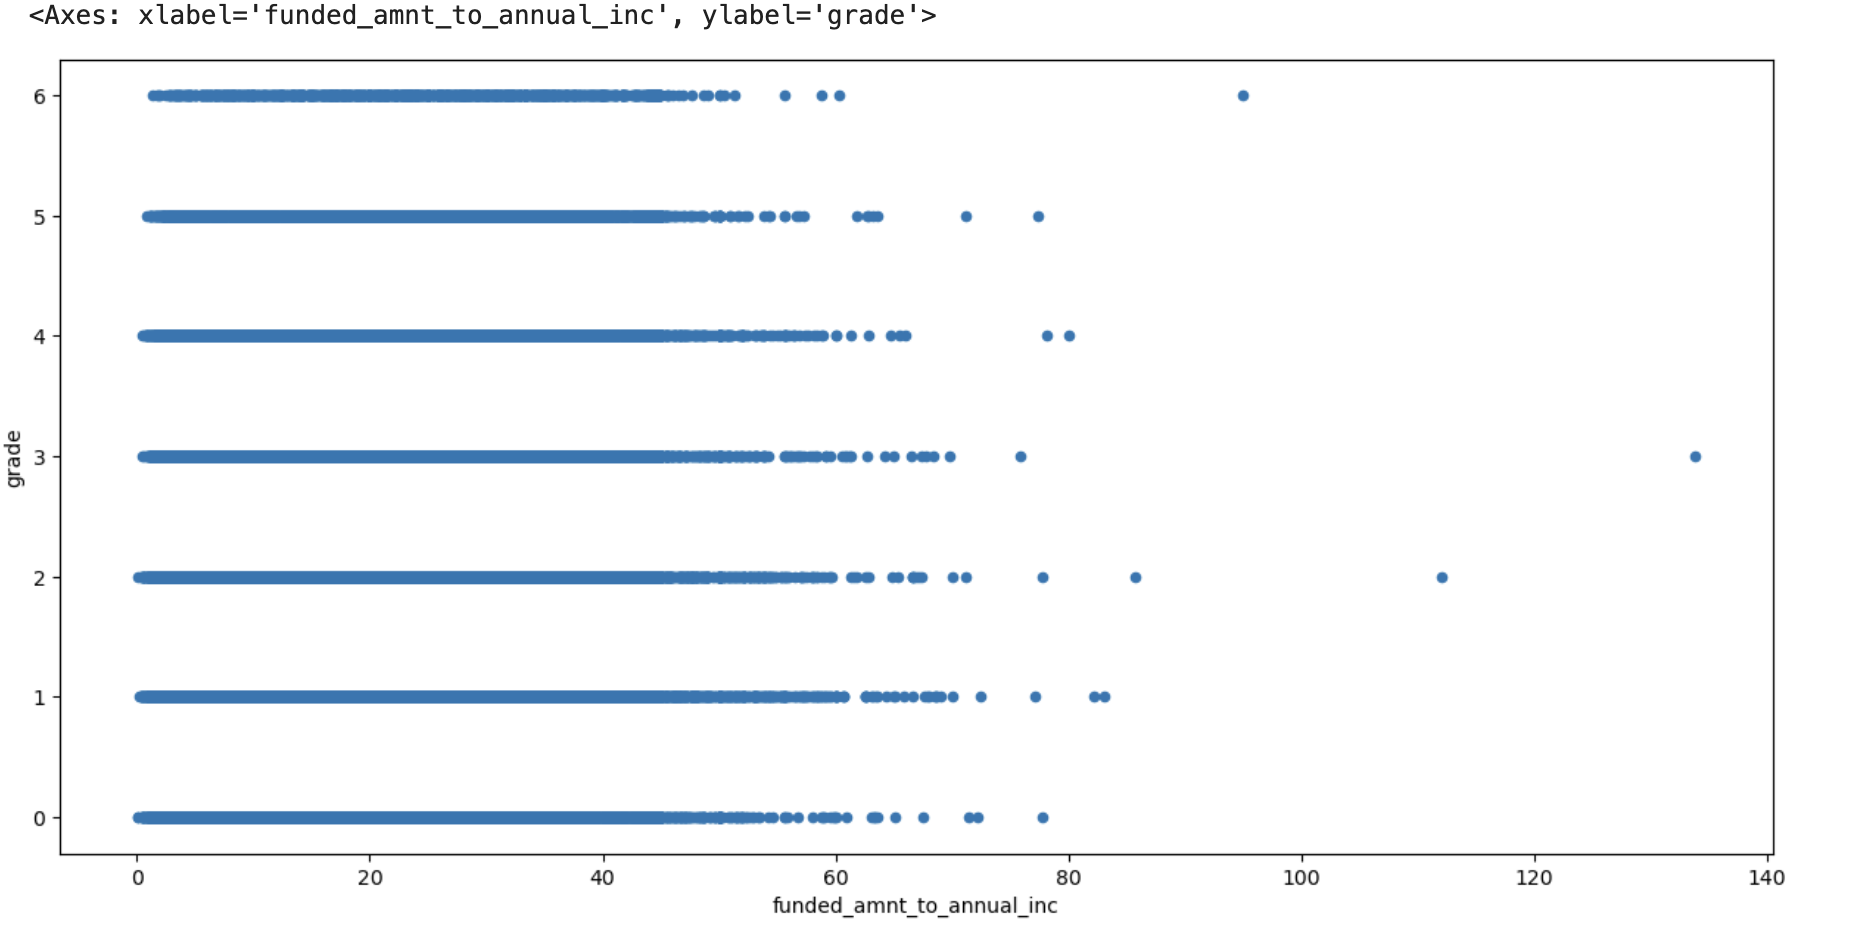 <Axes: xlabel='funded_amnt_to_annual_inc', ylabel='grade'>
6
5
4
3
2
1
0
grade
0 20 40 60 80 100 120 140
funded_amnt_to_annual_inc